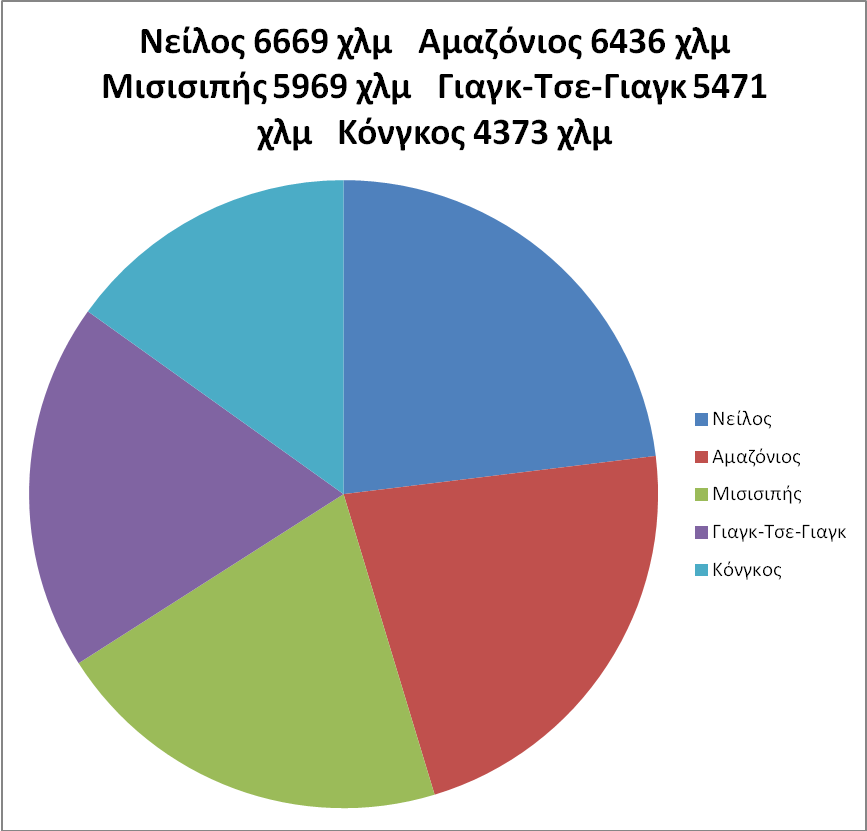 Νείλος 6669 χλμ   Αμαζόνιος 6436 χλμ
Μισισιπής 5969 χλμ   Γιαγκ-Τσε-Γιαγκ 5471
χλμ   Κόνγκος 4373 χλμ
Νείλος
Αμαζόνιος
Μισισιπής
Γιαγκ-Τσε-Γιαγκ
Κόνγκος